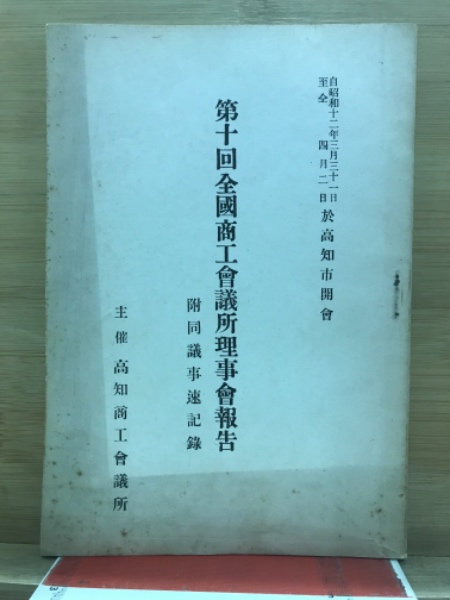 自昭和十二年三月三十一日
至仝 四月二日
於高知市開會
第十回全國商工會議所理事會報告
附同議事速記錄
主催 高知商工會議所